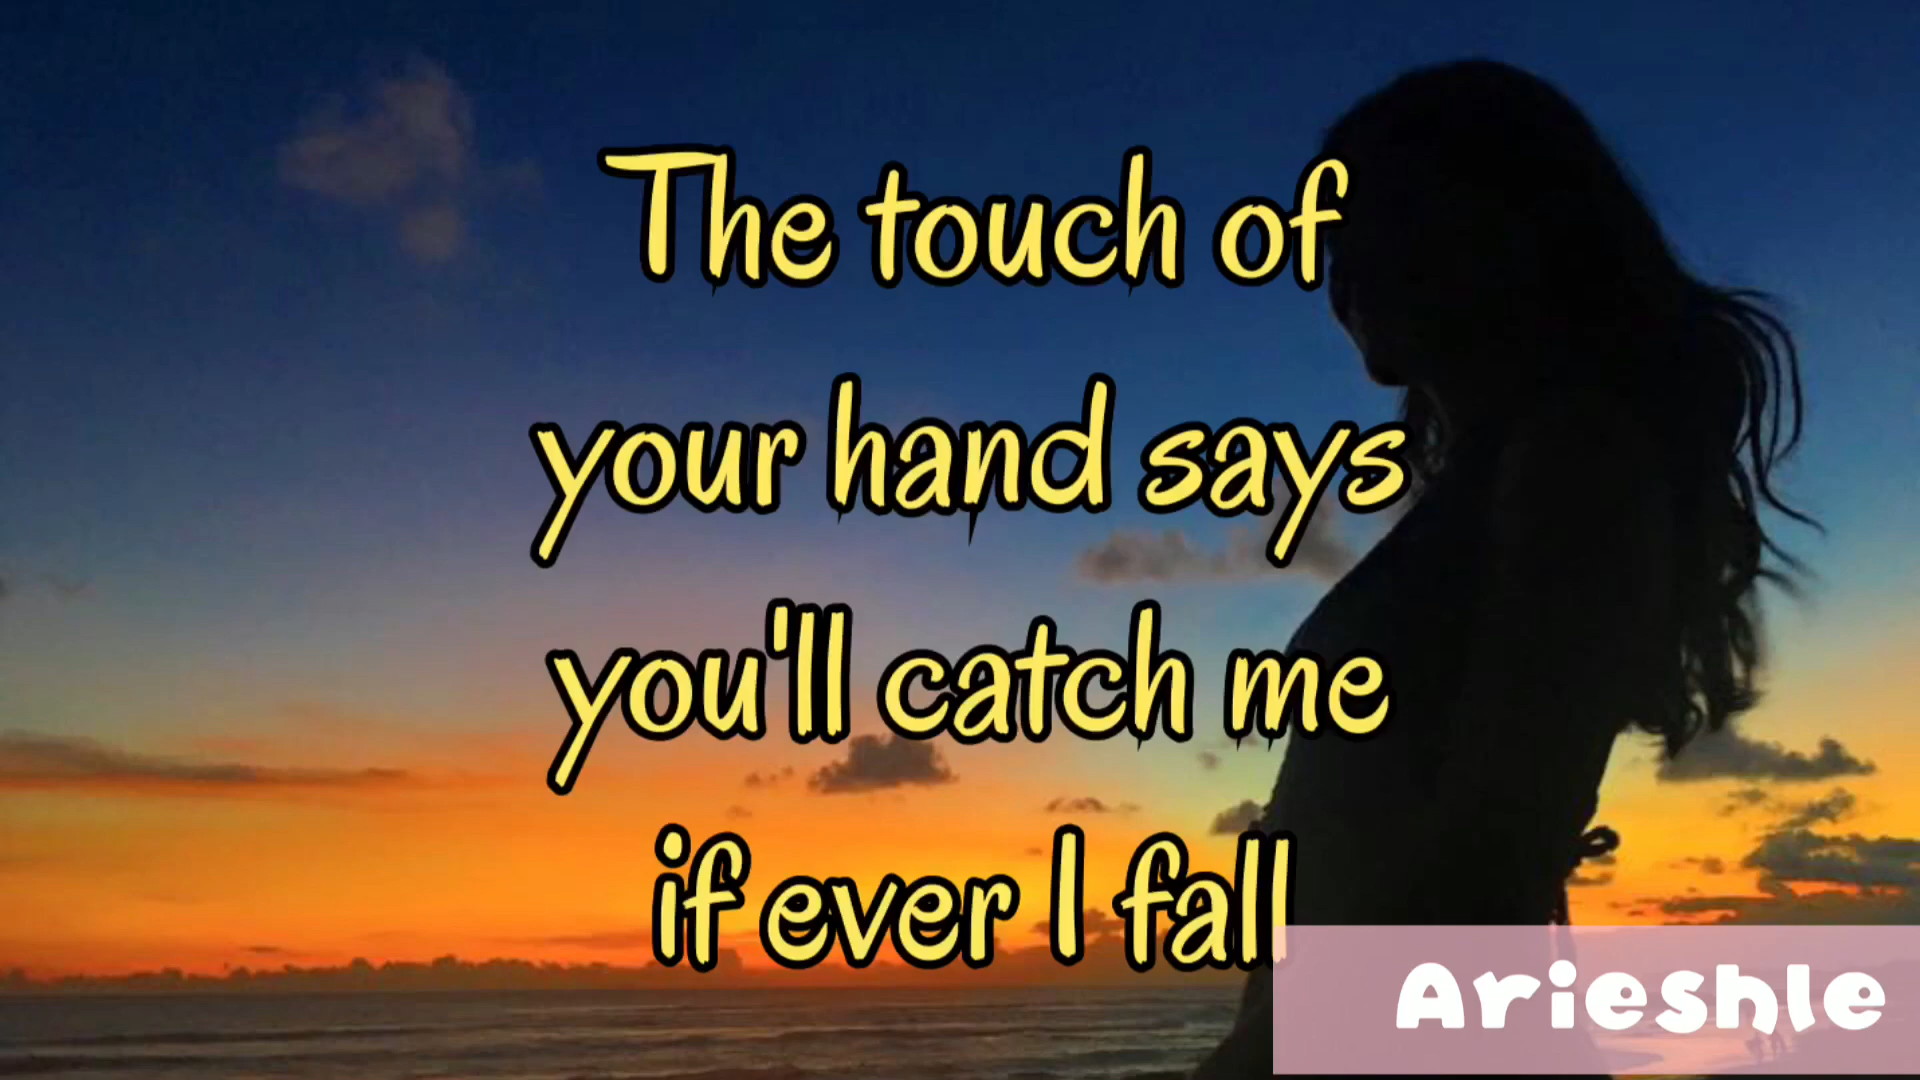 The touch of
your hand says
you'll catch me
if ever I fall
Arieshle